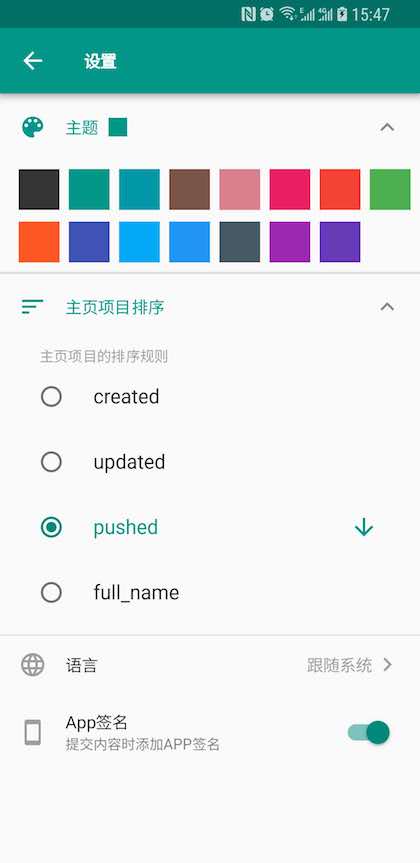 15:47
设置
主题
主页项目排序
主页项目的排序规则
created
updated
pushed
full_name
语言 跟随系统
App签名
提交内容时添加APP签名